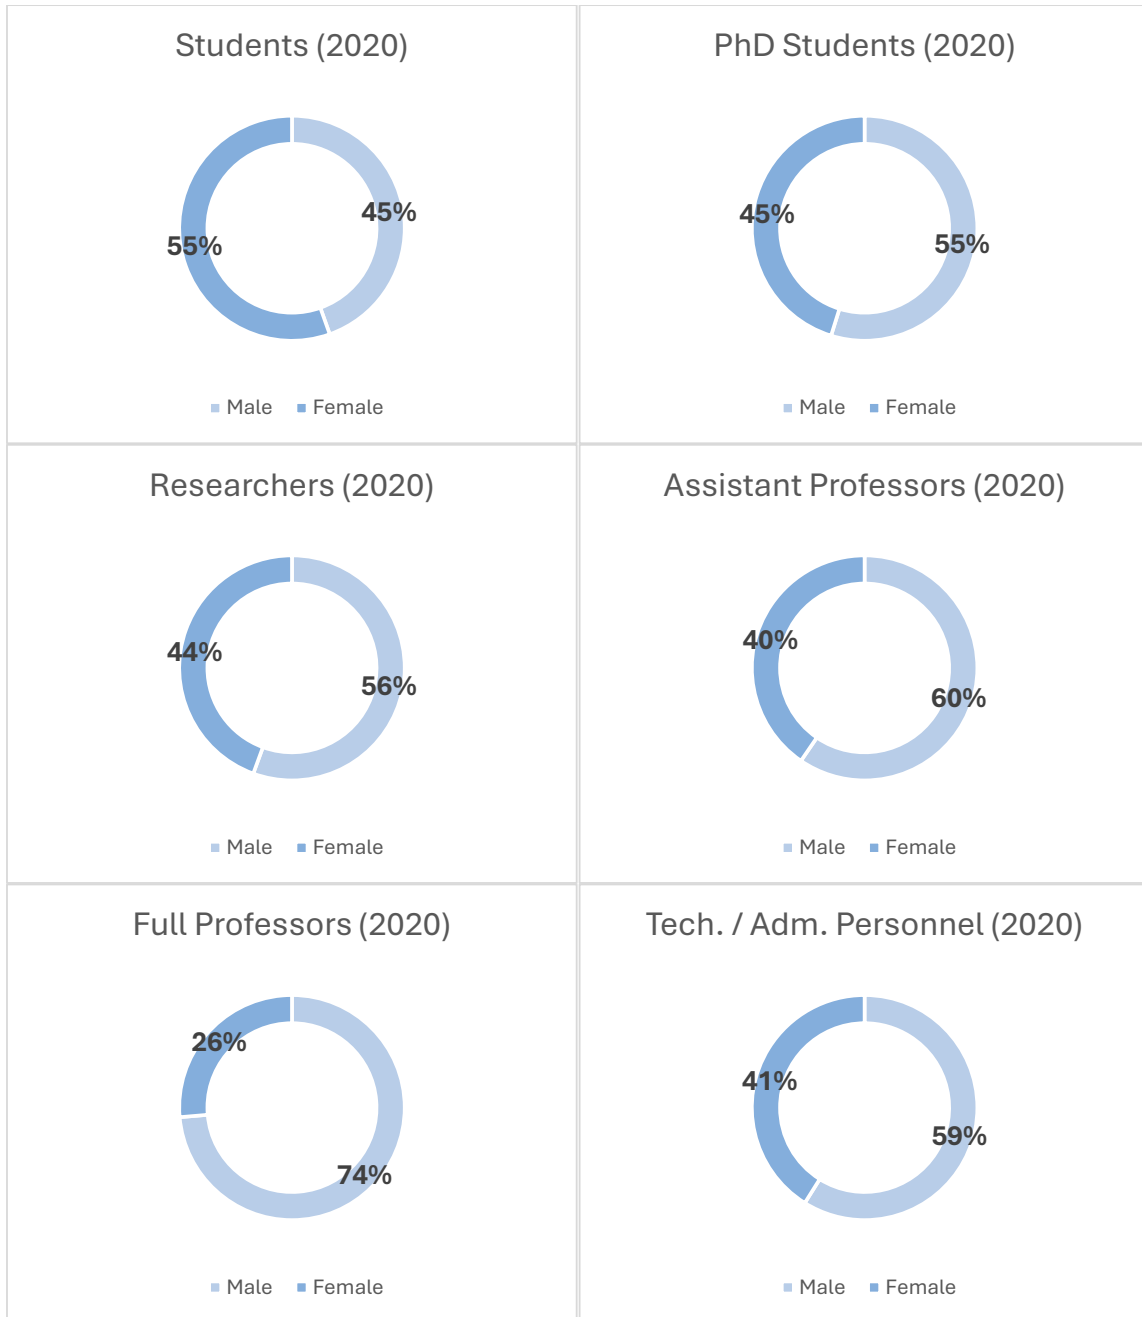 Students (2020)
45%
55%
Male Female
PhD Students (2020)
45%
55%
Male Female
Researchers (2020)
44%
56%
Male Female
Assistant Professors (2020)
40%
60%
Male Female
Full Professors (2020)
26%
74%
Male Female
Tech. / Adm. Personnel (2020)
41%
59%
Male Female